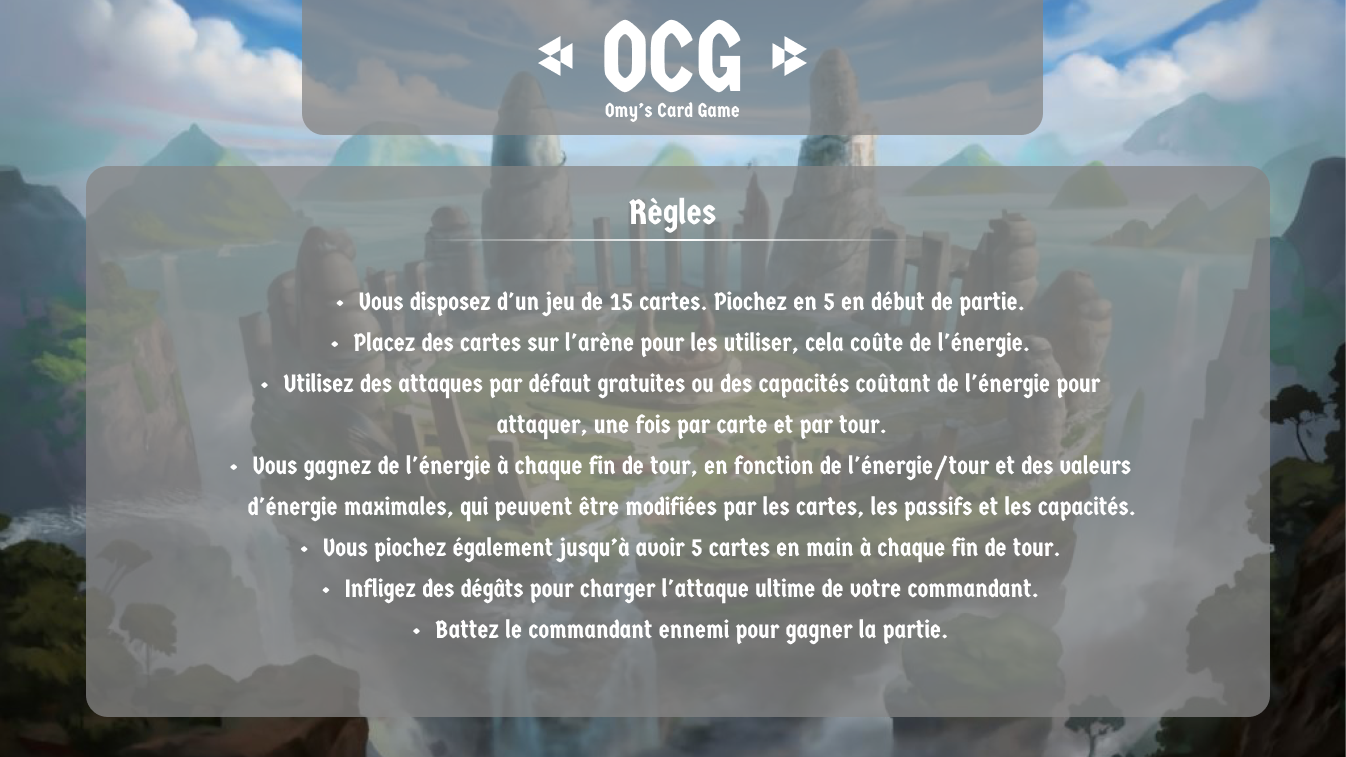 OCG
Omy's Card Game
Règles
• Vous disposez d'un jeu de 15 cartes. Piochez en 5 en début de partie.
• Placez des cartes sur l'arène pour les utiliser, cela coûte de l'énergie.
• Utilisez des attaques par défaut gratuites ou des capacités coûtant de l'énergie pour
attaquer, une fois par carte et par tour.
• Vous gagnez de l'énergie à chaque fin de tour, en fonction de l'énergie/tour et des valeurs
d'énergie maximales, qui peuvent être modifiées par les cartes, les passifs et les capacités.
• Vous piochez également jusqu'à avoir 5 cartes en main à chaque fin de tour.
• Infligez des dégâts pour charger l'attaque ultime de votre commandant.
• Battez le commandant ennemi pour gagner la partie.